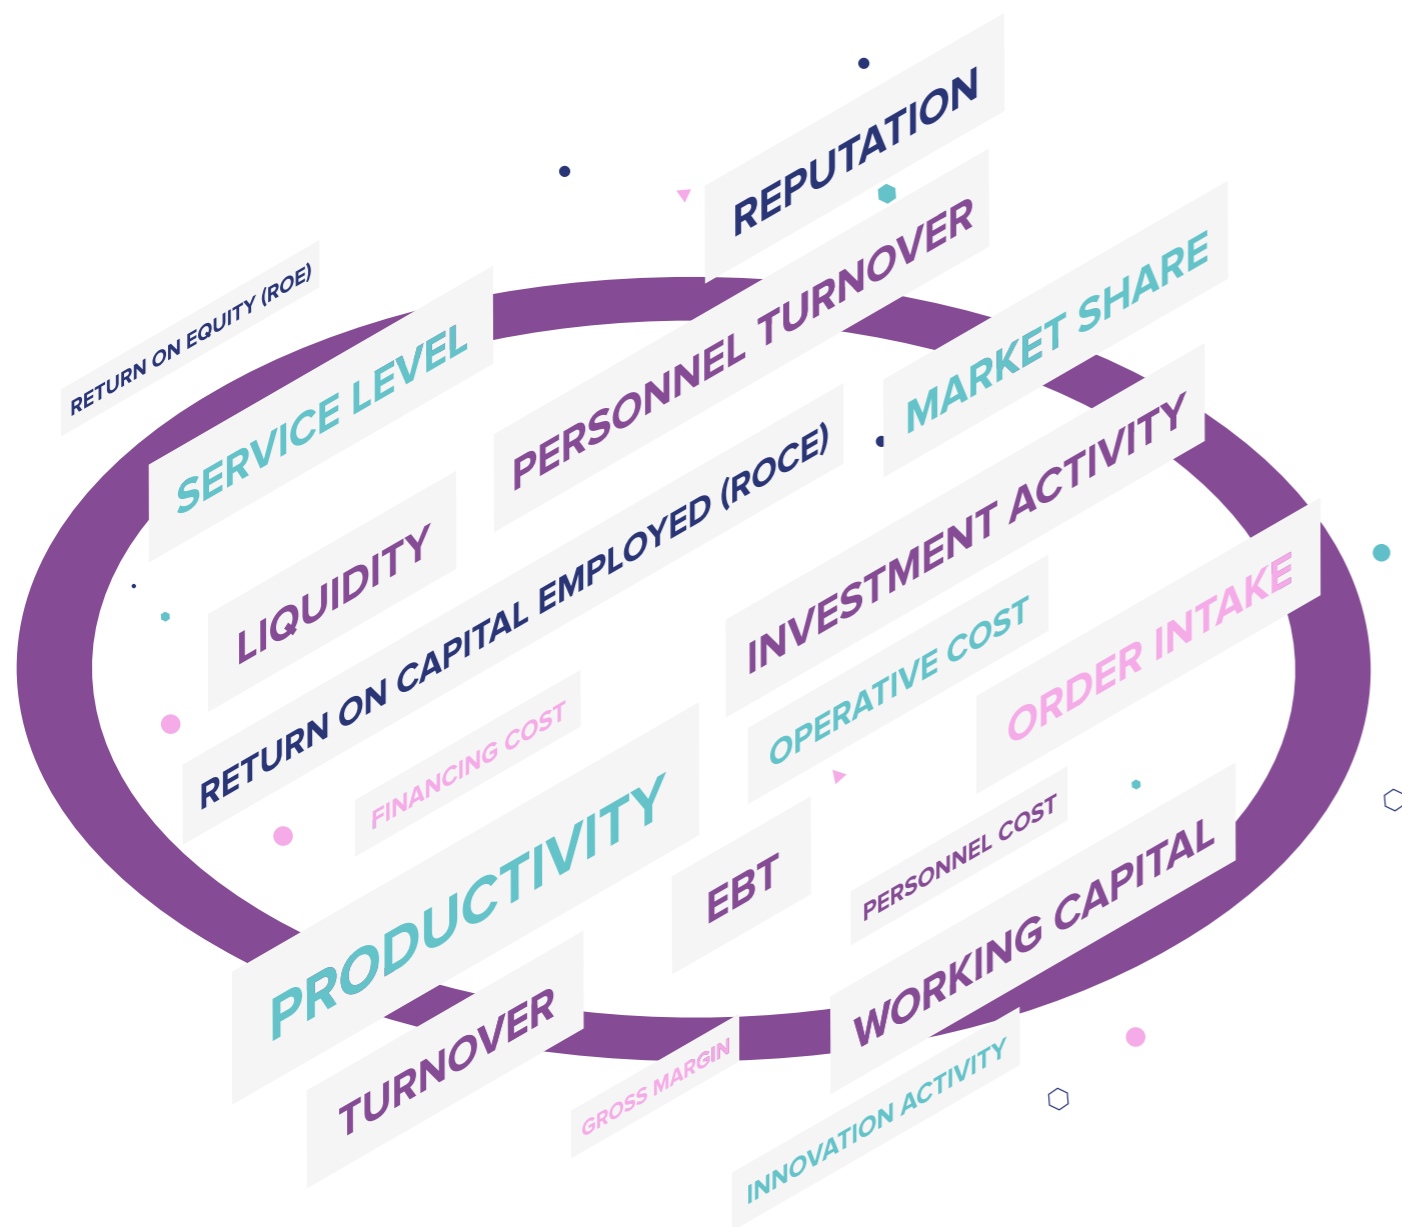 REPUTATION
PERSONNEL TURNOVER
MARKET SHARE
RETURN ON EQUITY (ROE)
SERVICE LEVEL
INVESTMENT ACTIVITY
LIQUIDITY
RETURN ON CAPITAL EMPLOYED (ROCE)
OPERATIVE COST
ORDER INTAKE
FINANCING COST
PRODUCTIVITY
EBT
PERSONNEL COST
WORKING CAPITAL
TURNOVER
GROSS MARGIN
INNOVATION ACTIVITY